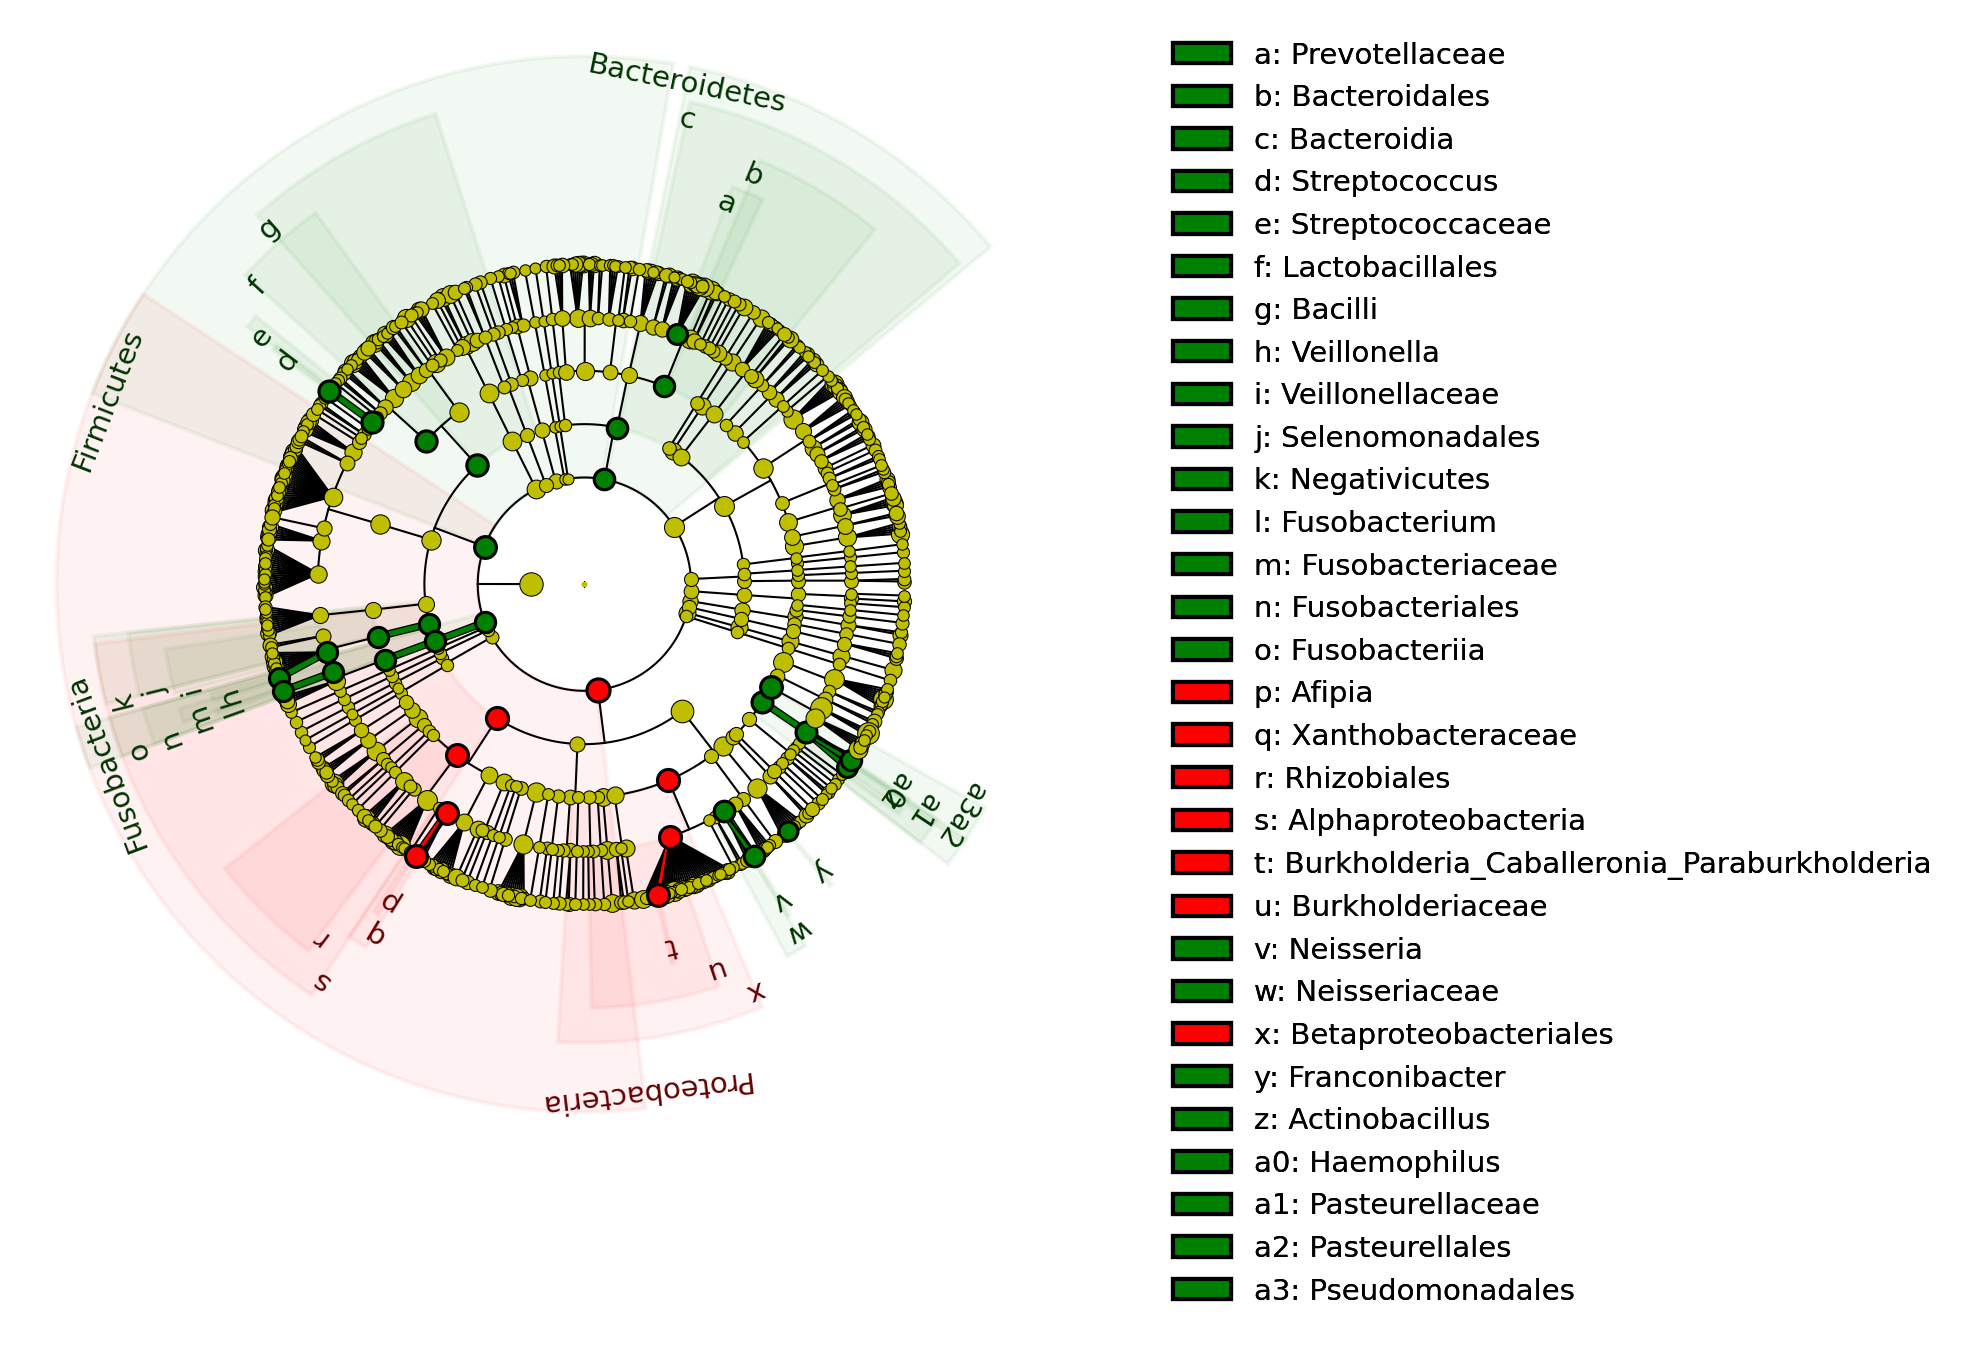 Bacteroidetes
c
b
a
g
f
e
d
Firmicutes
k
j
i
h
l
m
n
o
Fusobacteria
p
q
r
s
t
u
x
Proteobacteria
v
w
y
z
a0
a1
a2
a3
a: Prevotellaceae
b: Bacteroidales
c: Bacteroidia
d: Streptococcus
e: Streptococcaceae
f: Lactobacillales
g: Bacilli
h: Veillonella
i: Veillonellaceae
j: Selenomonadales
k: Negativicutes
l: Fusobacterium
m: Fusobacteriaceae
n: Fusobacteriales
o: Fusobacteriia
p: Afipia
q: Xanthobacteraceae
r: Rhizobiales
s: Alphaproteobacteria
t: Burkholderia_Caballeronia_Paraburkholderia
u: Burkholderiaceae
v: Neisseria
w: Neisseriaceae
x: Betaproteobacteriales
y: Franconibacter
z: Actinobacillus
a0: Haemophilus
a1: Pasteurellaceae
a2: Pasteurellales
a3: Pseudomonadales